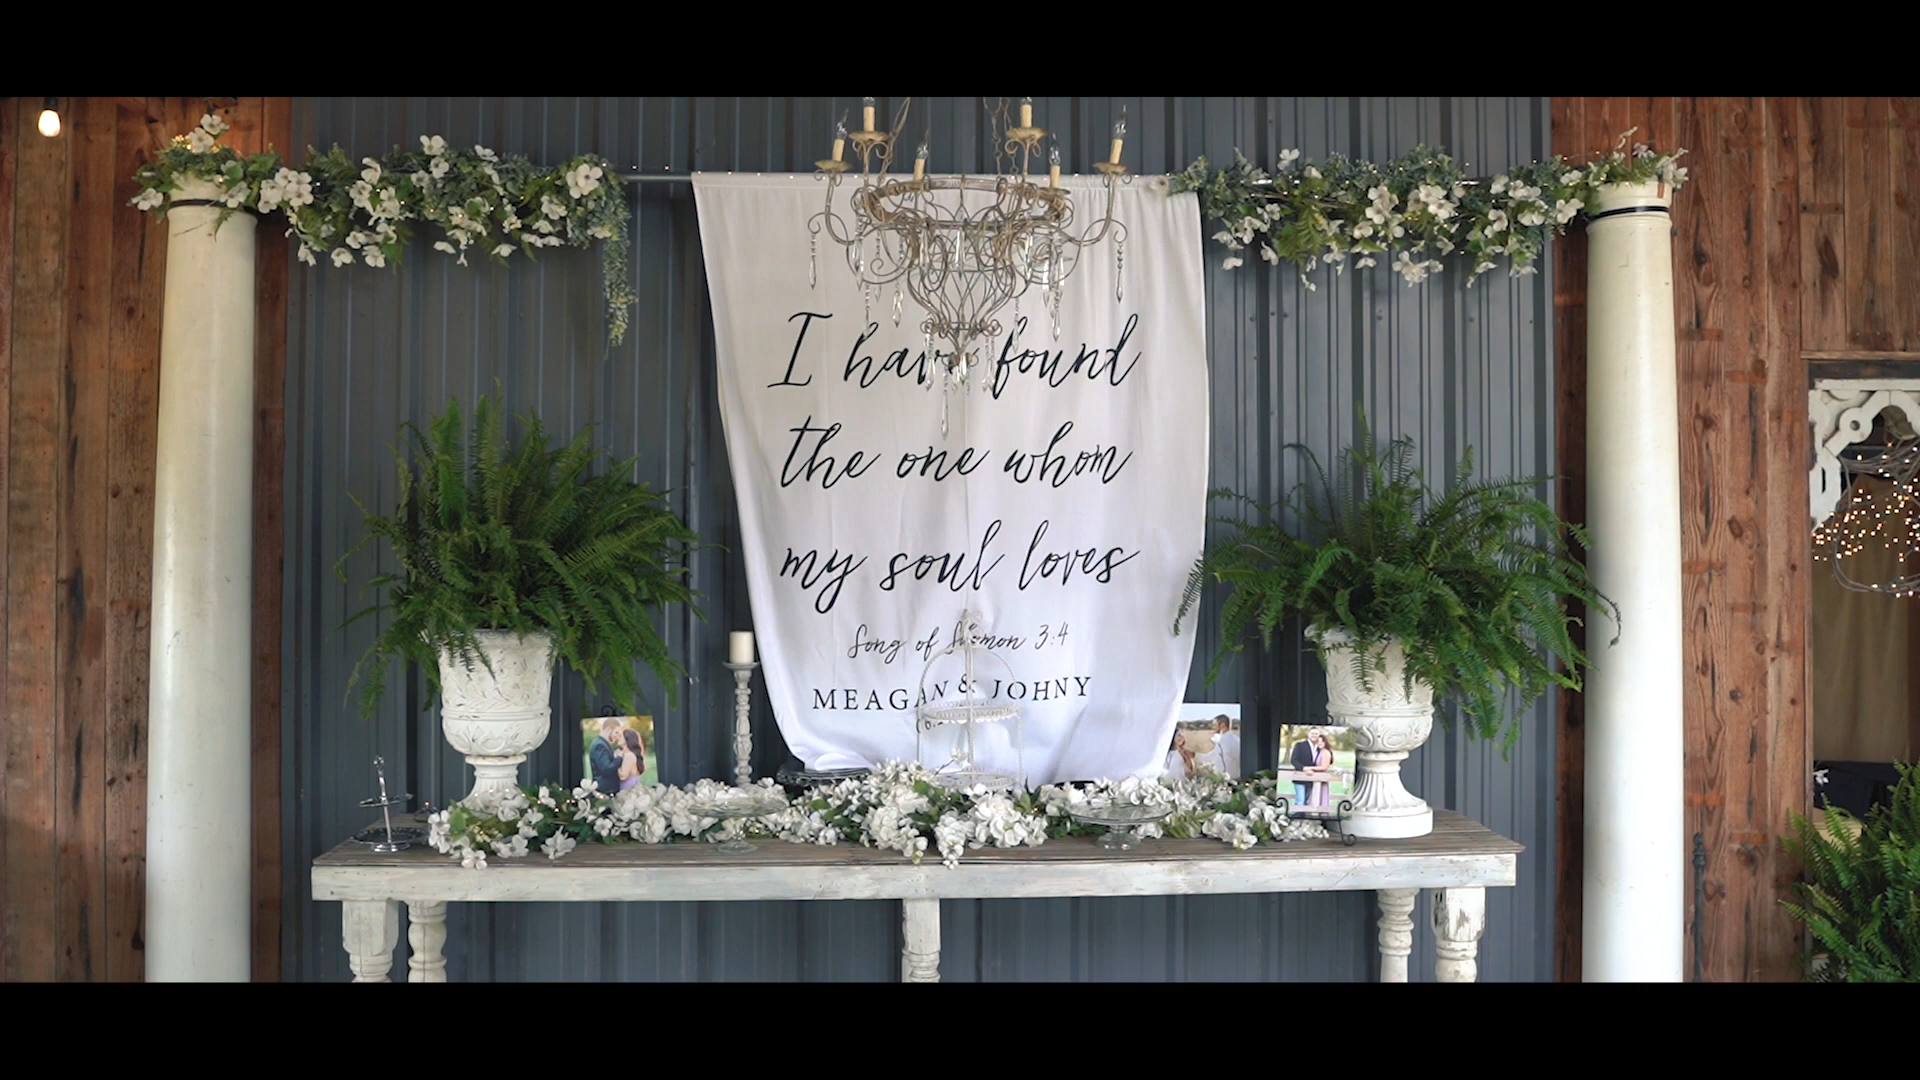 I have found
the one whom
my soul loves
Song of Solomon 3:4
MEAGAN & JOHNY